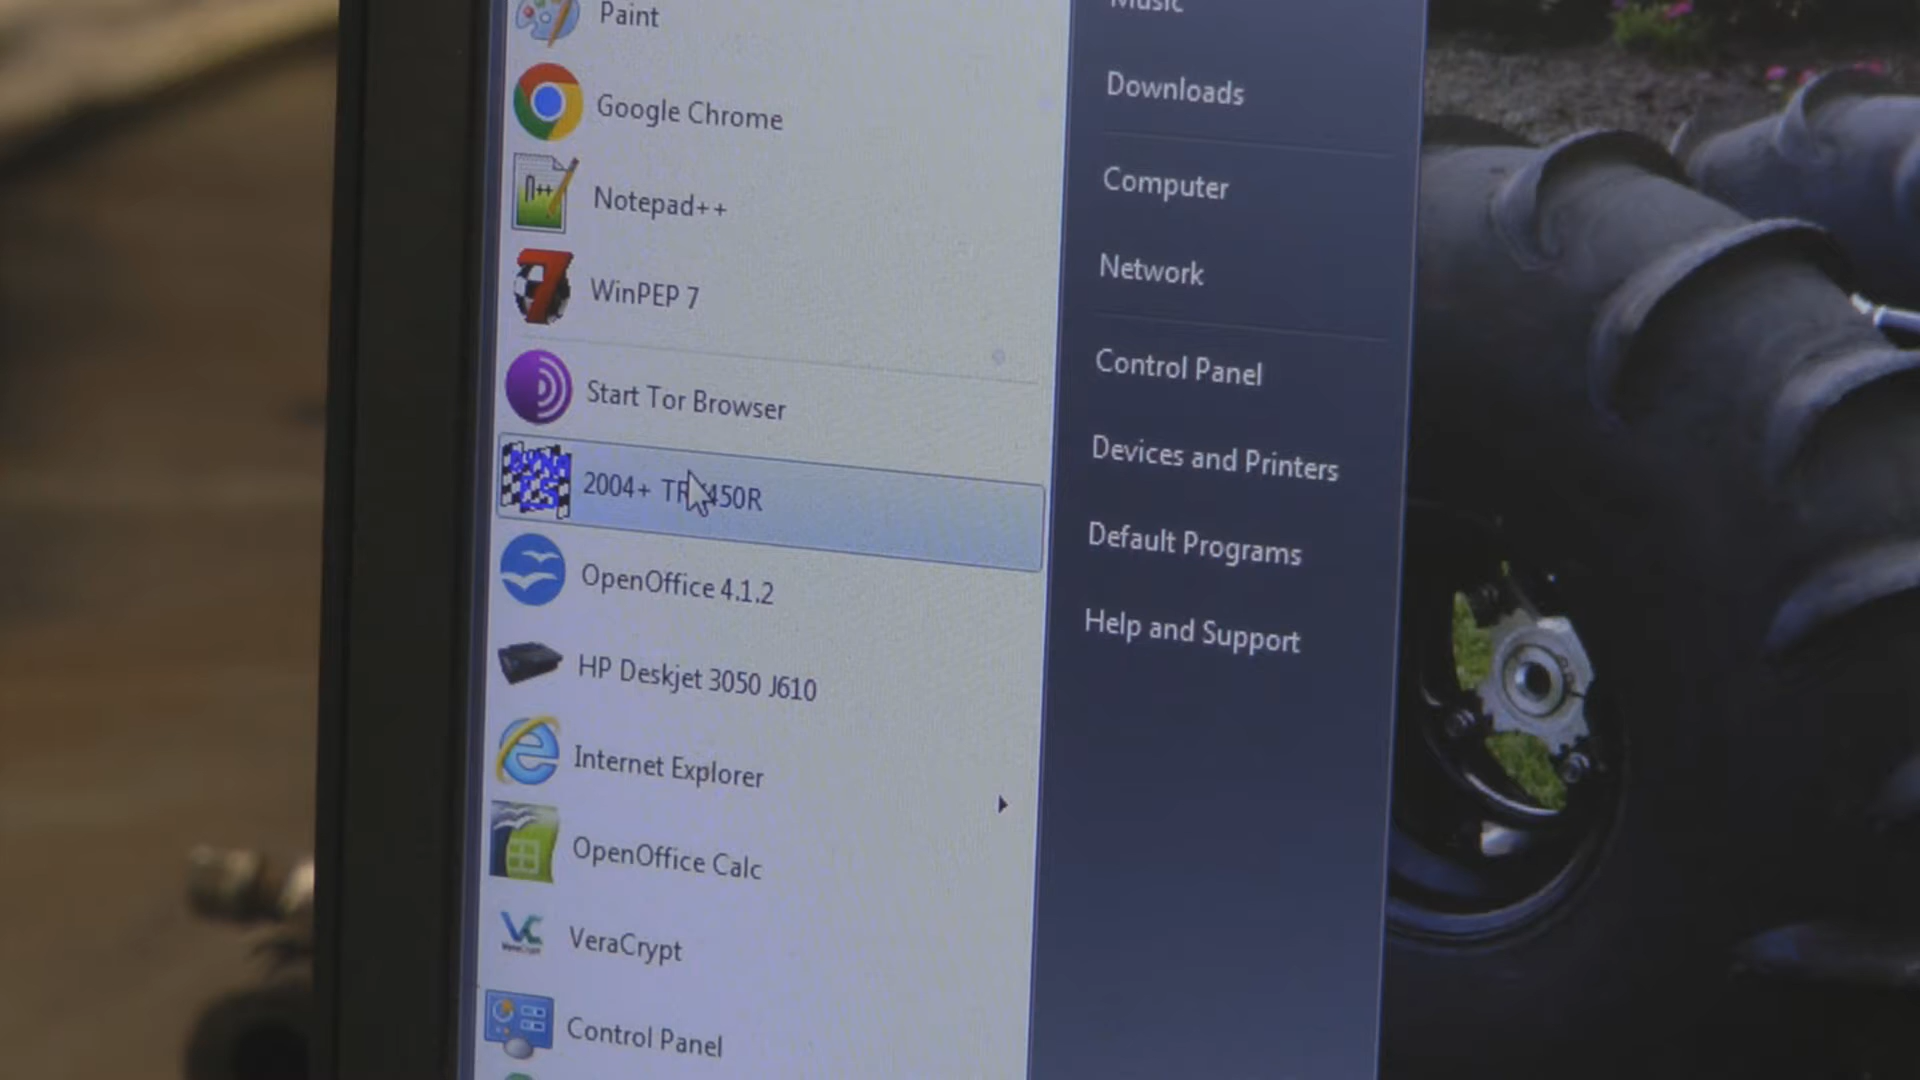 Paint
Google Chrome
Notepad++
WinPEP 7
Start Tor Browser
2004+ 450R
OpenOffice 4.1.2
HP Deskjet 3050 J610
Internet Explorer
OpenOffice Calc
VeraCrypt
Control Panel
Music
Downloads
Computer
Network
Control Panel
Devices and Printers
Default Programs
Help and Support